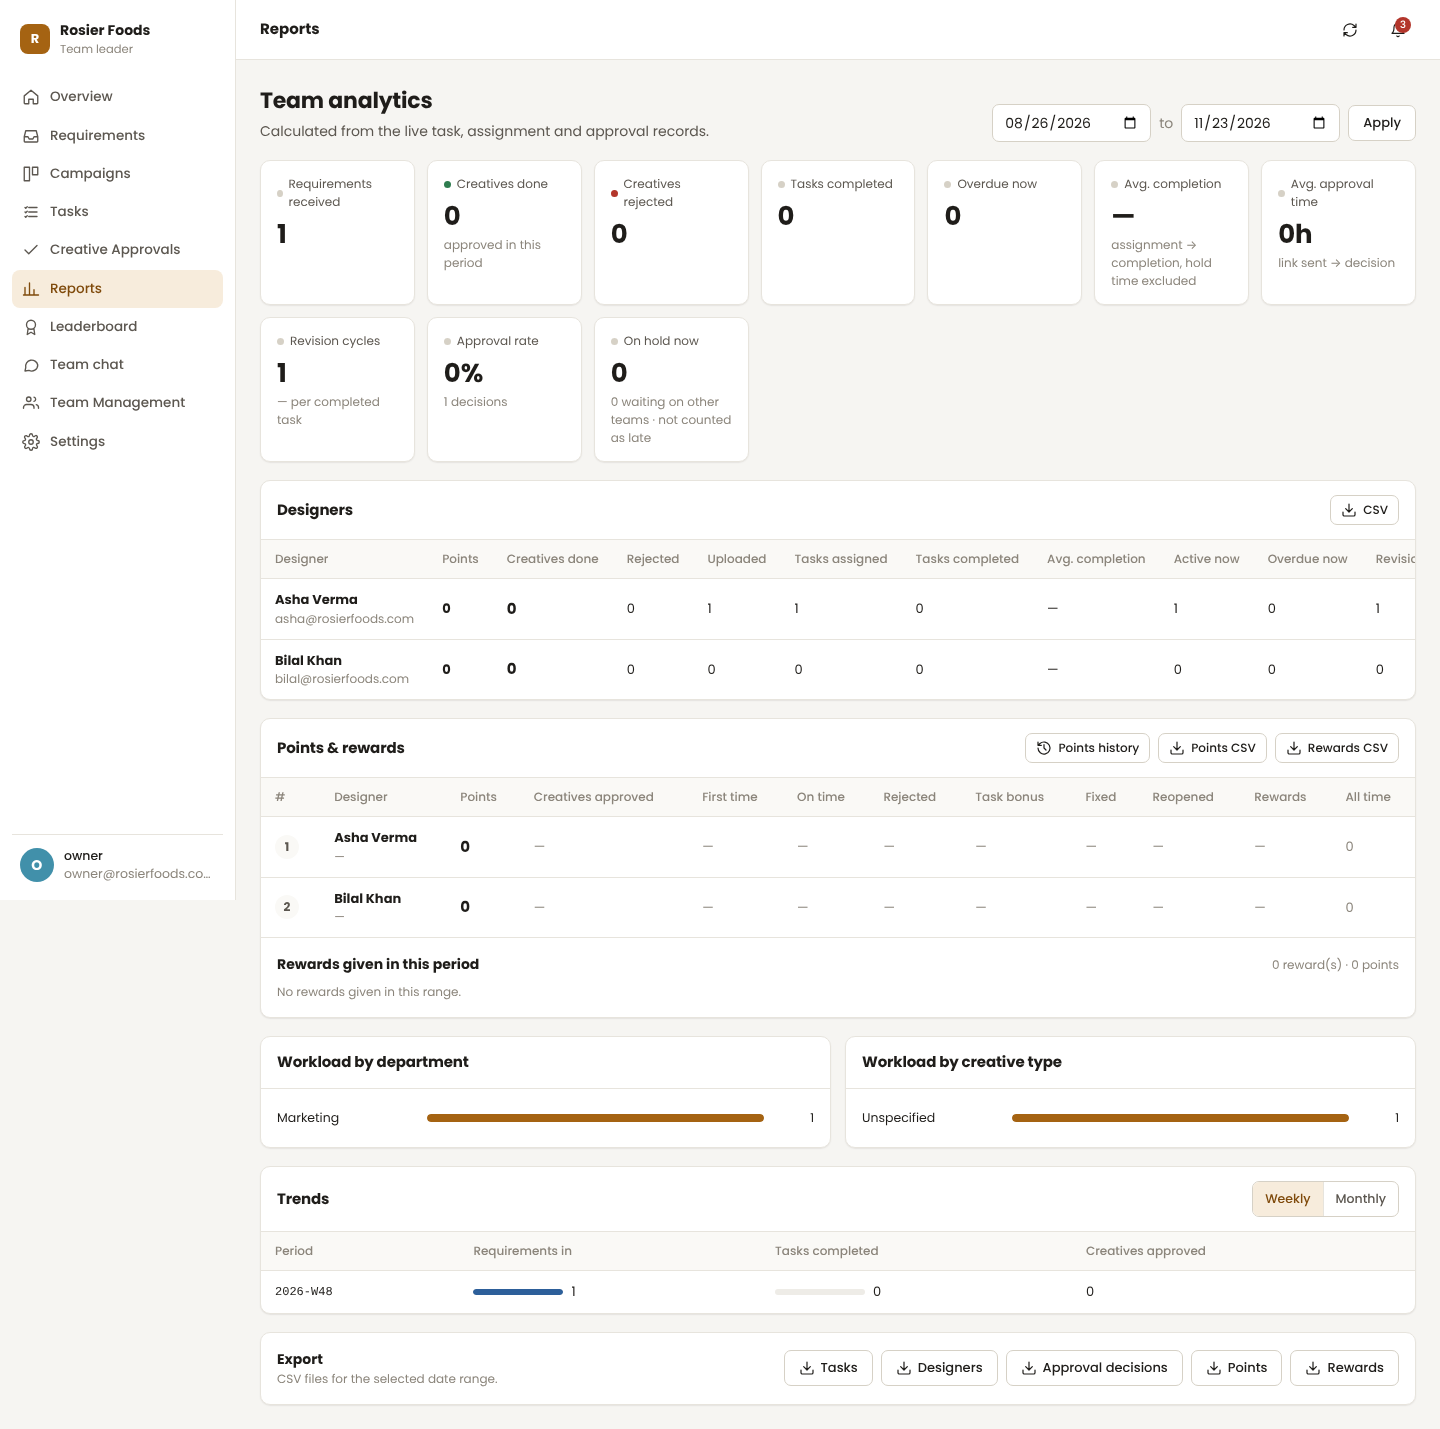 R
Rosier Foods
Team leader
Overview
Requirements
Campaigns
Tasks
Creative Approvals
Reports
Leaderboard
Team chat
Team Management
Settings
O
owner
owner@rosierfoods.co...
Reports
3
Team analytics
Calculated from the live task, assignment and approval records.
08/26/2026 to 11/23/2026 Apply
Requirements
received
1
Creatives done
0
approved in this
period
Creatives
rejected
0
Tasks completed
0
Overdue now
0
Avg. completion
—
assignment →
completion, hold
time excluded
Avg. approval
time
0h
link sent → decision
Revision cycles
1
— per completed
task
Approval rate
0%
1 decisions
On hold now
0
0 waiting on other
teams · not counted
as late
Designers CSV
Designer Points Creatives done Rejected Uploaded Tasks assigned Tasks completed Avg. completion Active now Overdue now
Asha Verma
asha@rosierfoods.com
0 0 0 1 1 0 — 1 0 1
Bilal Khan
bilal@rosierfoods.com
0 0 0 0 0 0 — 0 0 0
Points & rewards Points history Points CSV Rewards CSV
# Designer Points Creatives approved First time On time Rejected Task bonus Fixed Reopened Rewards All time
1 Asha Verma 0 — — — — — — — — 0
—
2 Bilal Khan 0 — — — — — — — — 0
—
Rewards given in this period 0 reward(s) · 0 points
No rewards given in this range.
Workload by department
Marketing 1
Workload by creative type
Unspecified 1
Trends Weekly Monthly
Period Requirements in Tasks completed Creatives approved
2026-W48 1 0 0
Export
CSV files for the selected date range.
Tasks Designers Approval decisions Points Rewards